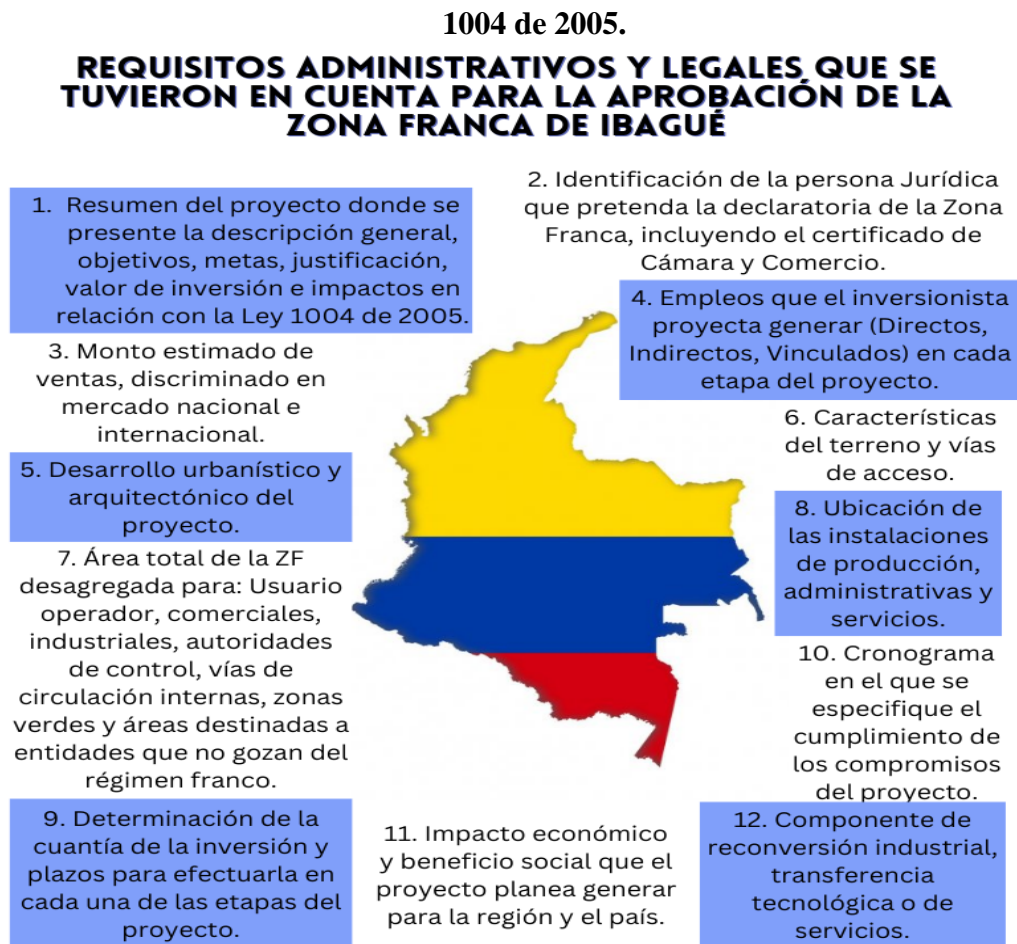 1004 de 2005.
REQUISITOS ADMINISTRATIVOS Y LEGALES QUE SE
TUVIERON EN CUENTA PARA LA APROBACIÓN DE LA
ZONA FRANCA DE IBAGUÉ
1. Resumen del proyecto donde se
presente la descripción general,
objetivos, metas, justificación,
valor de inversión e impactos en
relación con la Ley 1004 de 2005.
2. Identificación de la persona Jurídica
que pretenda la declaratoria de la Zona
Franca, incluyendo el certificado de
Cámara y Comercio.
3. Monto estimado de
ventas, discriminado en
mercado nacional e
internacional.
4. Empleos que el inversionista
proyecta generar (Directos,
Indirectos, Vinculados) en cada
etapa del proyecto.
5. Desarrollo urbanístico y
arquitectónico del
proyecto.
6. Características
del terreno y vías
de acceso.
7. Área total de la ZF
desagregada para: Usuario
operador, comerciales,
industriales, autoridades
de control, vías de
circulación internas, zonas
verdes y áreas destinadas a
entidades que no gozan del
régimen franco.
8. Ubicación de
las instalaciones
de producción,
administrativas y
servicios.
9. Determinación de la
cuantía de la inversión y
plazos para efectuarla en
cada una de las etapas del
proyecto.
10. Cronograma
en el que se
especifique el
cumplimiento de
los compromisos
del proyecto.
11. Impacto económico
y beneficio social que el
proyecto planea generar
para la región y el país.
12. Componente de
reconversión industrial,
transferencia
tecnológica o de
servicios.